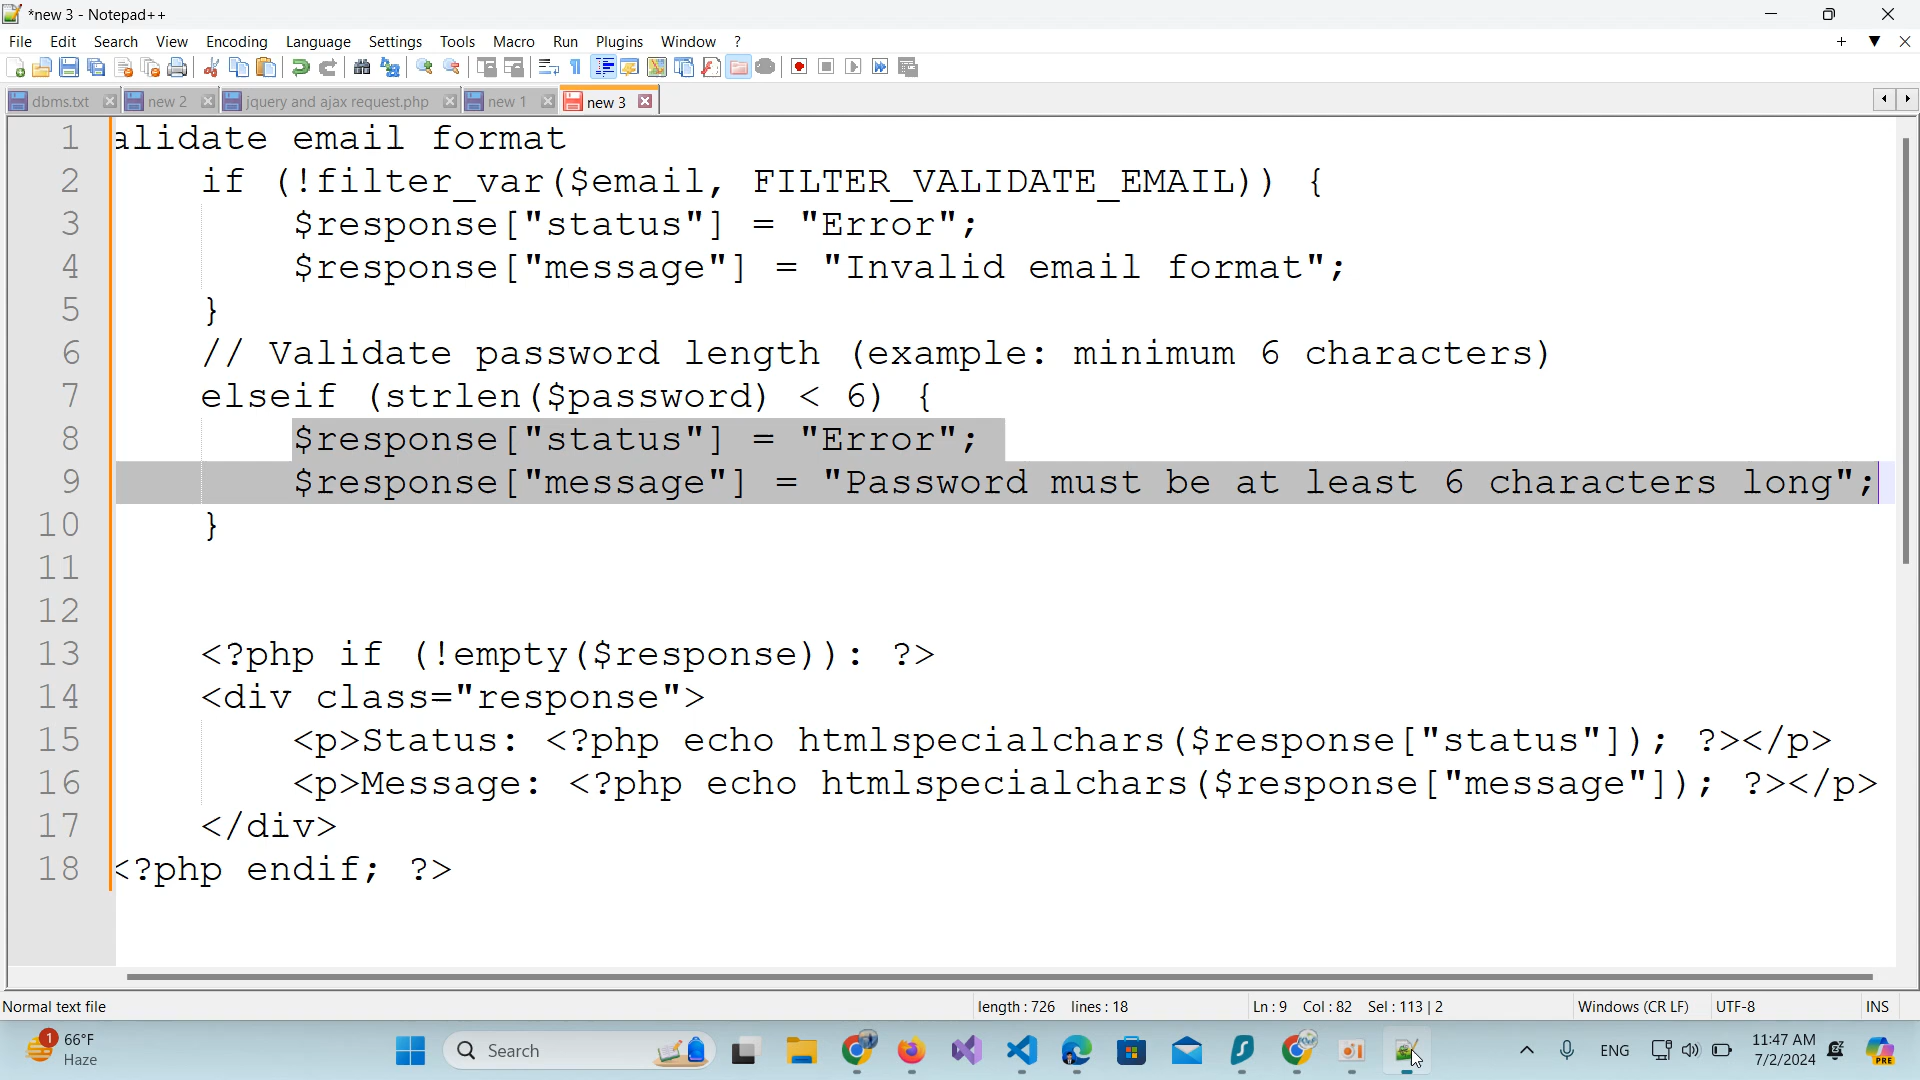 *new 3 - Notepad++
File Edit Search View Encoding Language Settings Tools Macro Run Plugins Window ?
dbms.txt new 2 jquery and ajax request.php new 1 new 3
1 alidate email format
2 if (!filter_var($email, FILTER_VALIDATE_EMAIL)) {
3 $response["status"] = "Error";
4 $response["message"] = "Invalid email format";
5 }
6 // Validate password length (example: minimum 6 characters)
7 elseif (strlen($password) < 6) {
8 $response["status"] = "Error";
9 $response["message"] = "Password must be at least 6 characters long";
10 }
11
12
13 <?php if (!empty($response)): ?>
14 <div class="response">
15 <p>Status: <?php echo htmlspecialchars($response["status"]); ?></p>
16 <p>Message: <?php echo htmlspecialchars($response["message"]); ?></p>
17 </div>
18 <?php endif; ?>
Normal text file length : 726 lines : 18 Ln : 9 Col : 82 Sel : 113 | 2 Windows (CR LF) UTF-8 INS
1 66°F Search ENG 11:47 AM
Haze 7/2/2024 PRE